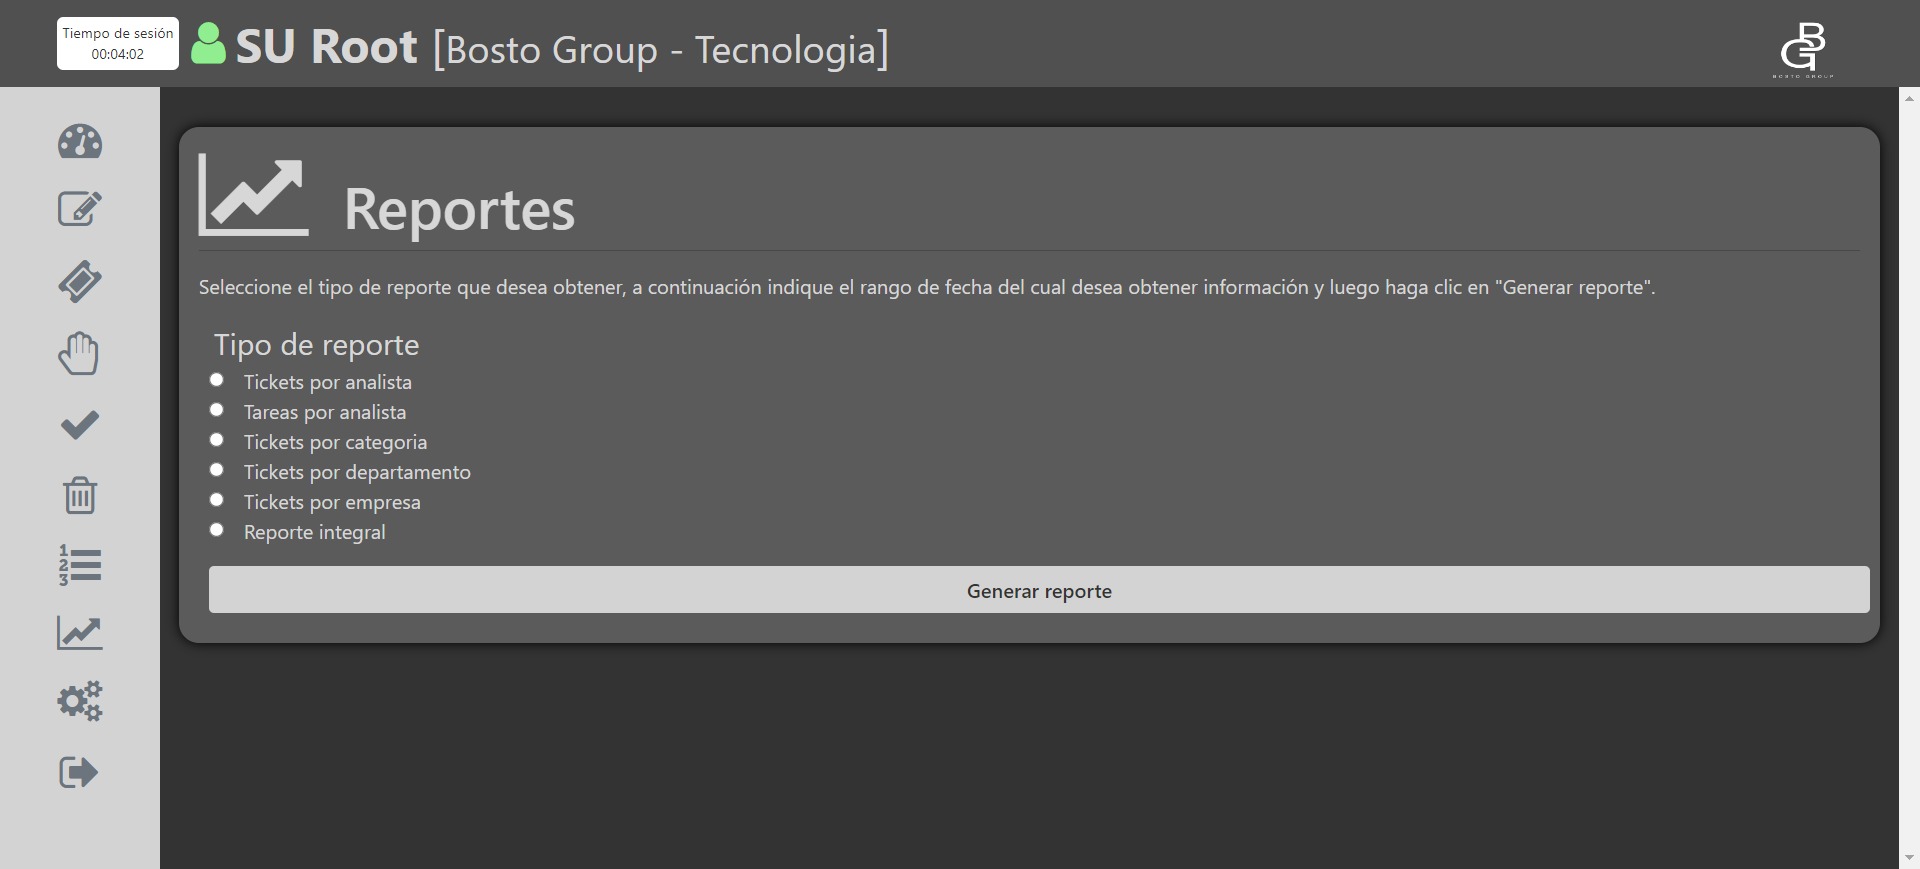 Tiempo de sesión
00:04:02
SU Root [Bosto Group - Tecnologia]
BOSTO GROUP
Reportes
Seleccione el tipo de reporte que desea obtener, a continuación indique el rango de fecha del cual desea obtener información y luego haga clic en "Generar reporte".
Tipo de reporte
Tickets por analista
Tareas por analista
Tickets por categoria
Tickets por departamento
Tickets por empresa
Reporte integral
Generar reporte